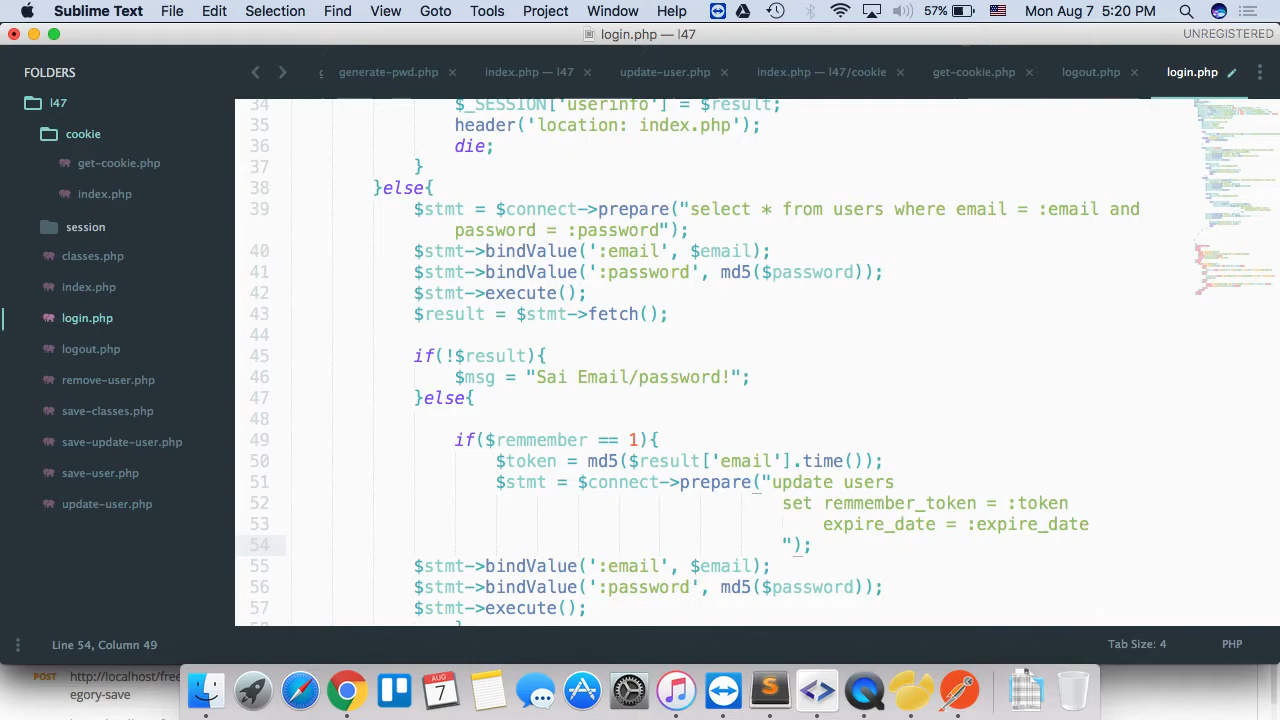 Sublime Text File Edit Selection Find View Goto Tools Project Window Help 57% Mon Aug 7 5:20 PM
login.php — l47 UNREGISTERED
FOLDERS
generate-pwd.php × index.php — l47 × update-user.php × index.php — l47/cookie × get-cookie.php × logout.php × login.php
l47
cookie
get-cookie.php
index.php
session
classes.php
index.php
login.php
logout.php
remove-user.php
save-classes.php
save-update-user.php
save-user.php
update-user.php
34 $_SESSION['userinfo'] = $result;
35 header('location: index.php');
36 die;
37 }
38 }else{
39 $stmt = $connect->prepare("select * from users where email = :email and
password = :password");
40 $stmt->bindValue(':email', $email);
41 $stmt->bindValue(':password', md5($password));
42 $stmt->execute();
43 $result = $stmt->fetch();
44
45 if(!$result){
46 $msg = "Sai Email/password!";
47 }else{
48
49 if($remmember == 1){
50 $token = md5($result['email'].time());
51 $stmt = $connect->prepare("update users
52 set remmember_token = :token
53 expire_date = :expire_date
54 ");
55 $stmt->bindValue(':email', $email);
56 $stmt->bindValue(':password', md5($password));
57 $stmt->execute();
Line 54, Column 49 Tab Size: 4 PHP
POST http://localhost/free
egory-save
AUG
7